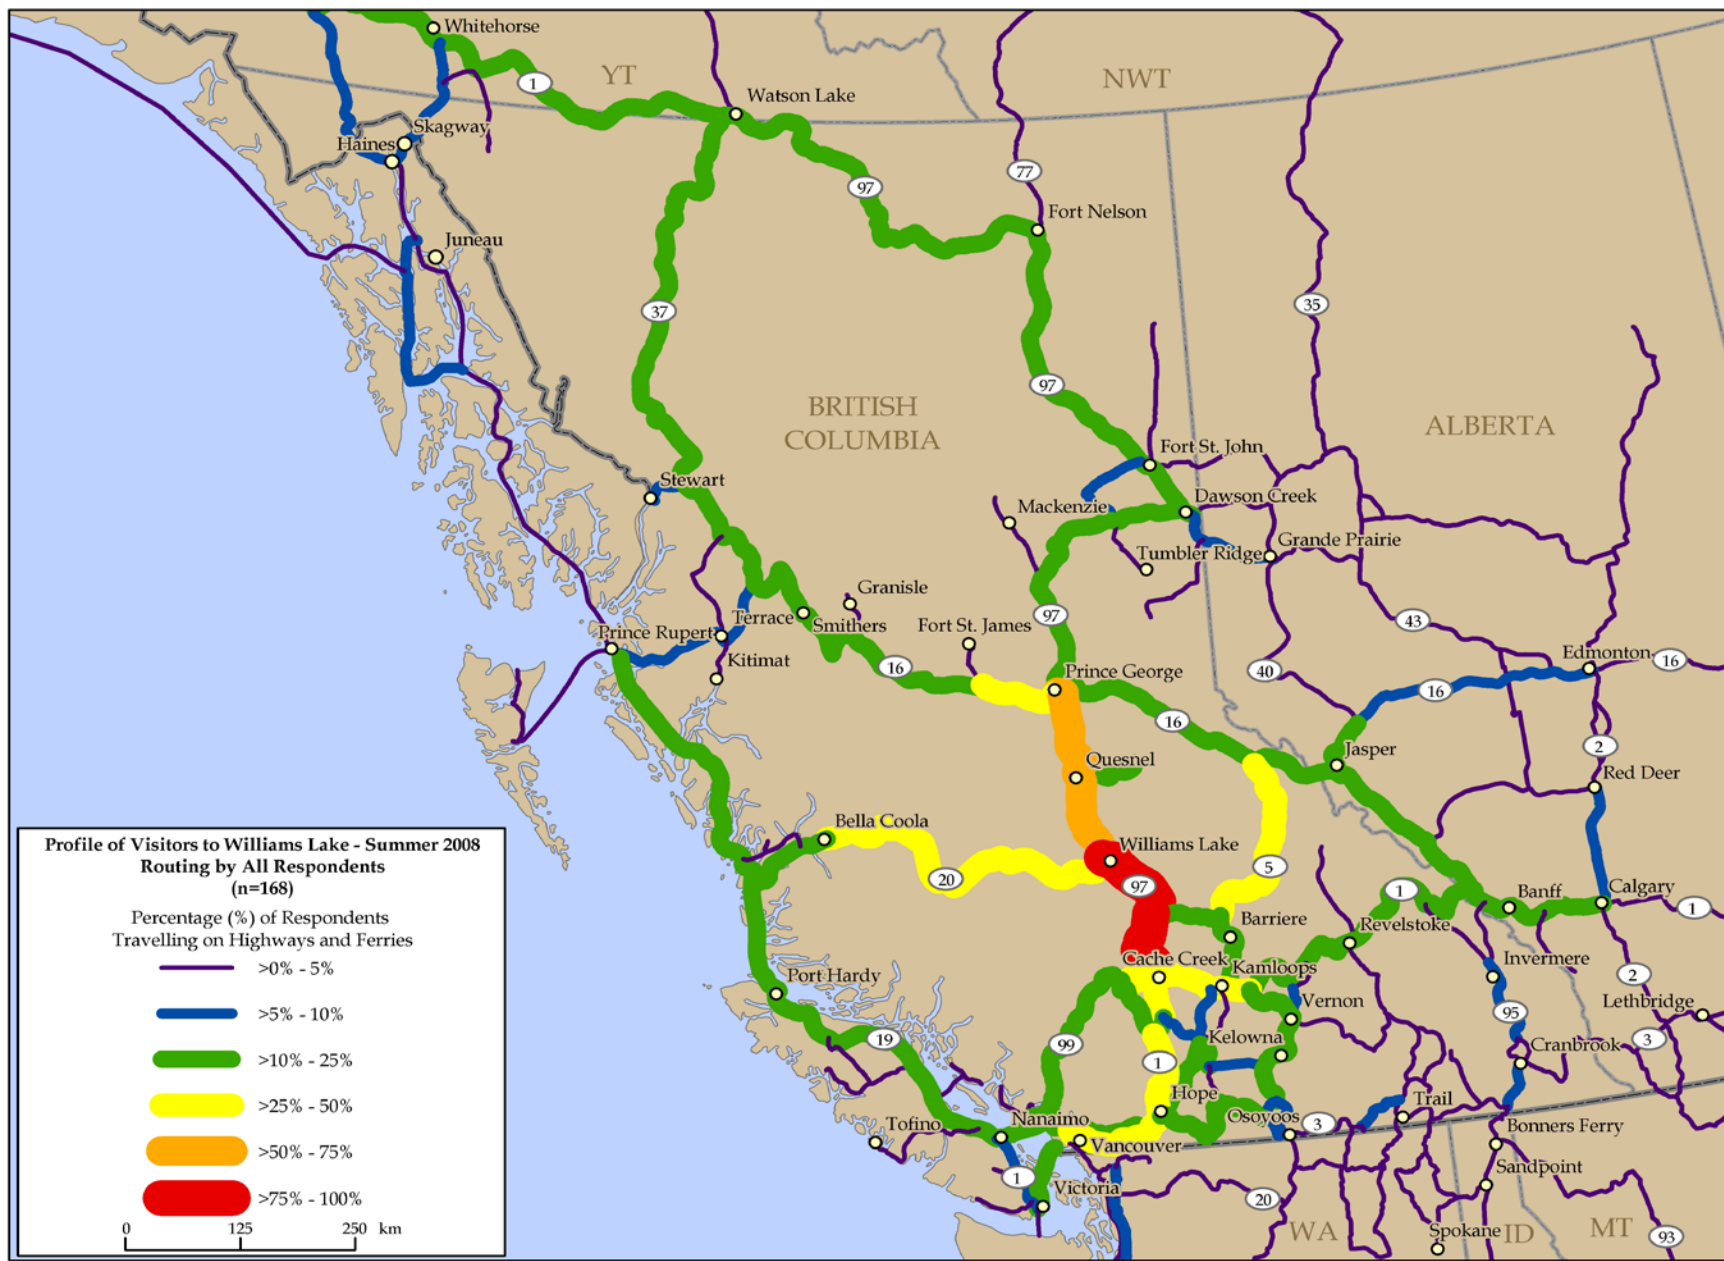 Whitehorse
1
YT
NWT
Watson Lake
Skagway
Haines
97
77
Fort Nelson
Juneau
37
35
97
BRITISH
COLUMBIA
ALBERTA
Fort St. John
Stewart
Dawson Creek
Mackenzie
Tumbler Ridge
Grande Prairie
Granisle
97
43
Terrace
Smithers
Fort St. James
Prince Rupert
Kitimat
Edmonton
16
16
Prince George
40
16
16
Jasper
2
Quesnel
Red Deer
Bella Coola
Williams Lake
20
97
5
1
Banff
Calgary
1
Barriere
Revelstoke
Cache Creek
Kamloops
Invermere
2
Port Hardy
Vernon
Lethbridge
95
19
99
Kelowna
3
Cranbrook
1
Hope
Trail
Tofino
Nanaimo
Osoyoos
3
Bonners Ferry
Vancouver
Sandpoint
1
Victoria
20
WA
Spokane
ID
MT
93
Profile of Visitors to Williams Lake - Summer 2008
Routing by All Respondents
(n=168)
Percentage (%) of Respondents
Travelling on Highways and Ferries
>0% - 5%
>5% - 10%
>10% - 25%
>25% - 50%
>50% - 75%
>75% - 100%
0 125 250 km